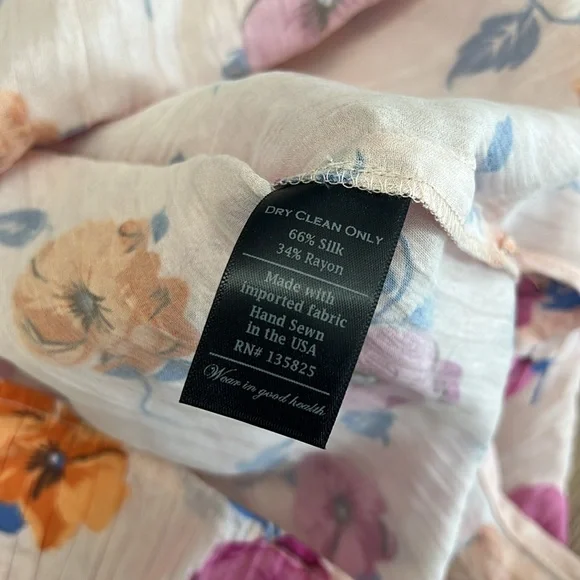 DRY CLEAN ONLY
66% Silk
34% Rayon
Made with
imported fabric
Hand Sewn
in the USA
RN# 135825
Wear in good health